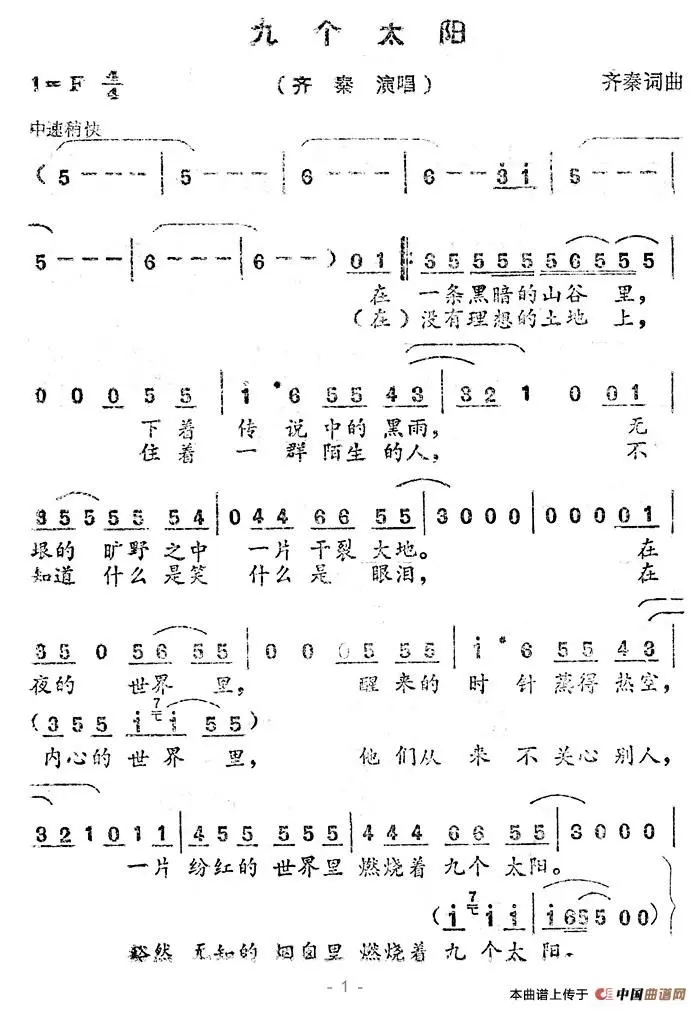 九个太阳
1=F 4/4
(齐秦 演唱)
齐秦词曲
中速稍快
(5 - - - | 5 - - - | 6 - - - | 6 - - 3 i | 5 - - -
5 - - - | 6 - - - | 6 - - -) 0 1 ‖: 3 5 5 5 5 5 5 5 6 5 5 5
在 一条黑暗的山谷 里,
(在)没有理想的土地 上,
0 0 0 5 5 | i· 6 5 5 4 3 | 3 2 1 0 0 1
下着 传 说 中的 黑雨, 无
住着 一 群 陌生 的人, 不
3 5 5 5 5 5 4 | 0 4 4 6 6 5 5 | 3 0 0 0 | 0 0 0 0 1
垠的 旷野 之中 一片 干裂 大地。 在
知道 什么 是笑 什么 是 眼泪, 在
3 5 0 5 6 5 5 | 0 0 0 5 5 5 | i· 6 5 5 4 3
夜的 世界 里, 醒来的 时 针 蒸得 热空,
(3 5 5 i i 5 5)
内心的 世 界 里, 他 们从 来 不 关心 别人,
3 2 1 0 1 1 | 4 5 5 5 5 5 | 4 4 4 6 6 5 5 | 3 0 0 0
一片 纷红的 世界里 燃烧着 九个 太阳。
(i i i | i 6 5 5 0 0)
然 无知的 里 燃烧着 九 个 太阳.
- 1 -
本曲谱上传于 中国曲谱网